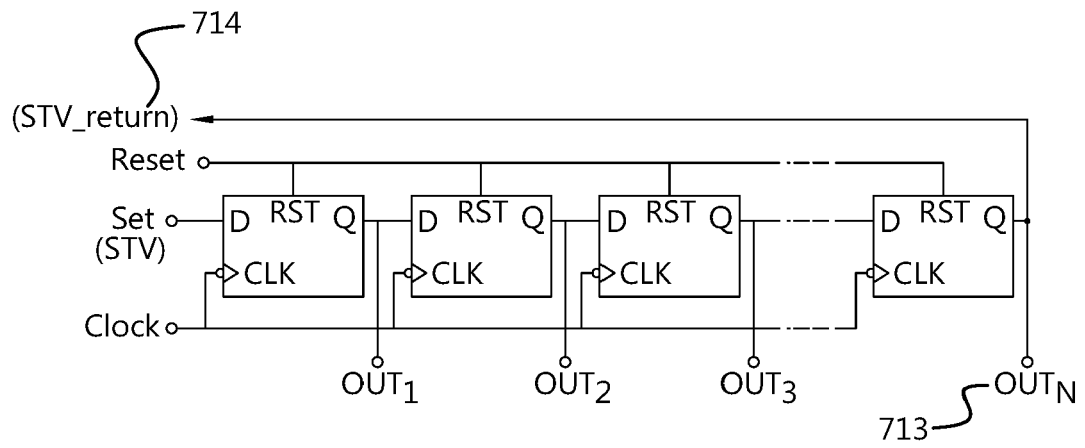 714
(STV_return)
Reset
Set
(STV)
D RST Q
CLK
D RST Q
CLK
D RST Q
CLK
D RST Q
CLK
Clock
OUT1
OUT2
OUT3
OUTN
713